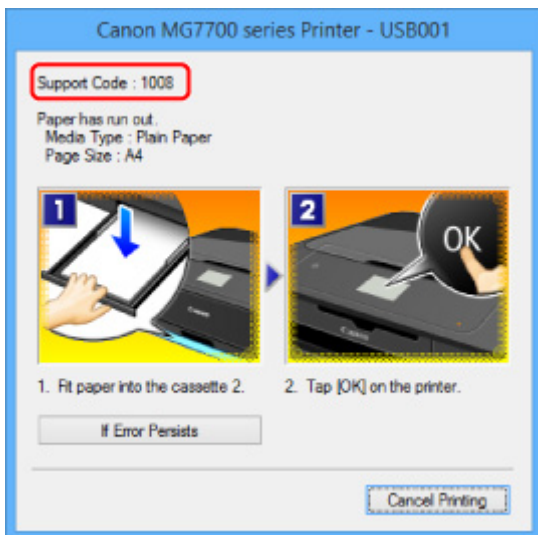 Canon MG7700 series Printer - USB001
Support Code : 1008
Paper has run out.
Media Type : Plain Paper
Page Size : A4
1
2
OK
Canon
Canon
1. Fit paper into the cassette 2.
2. Tap [OK] on the printer.
If Error Persists
Cancel Printing